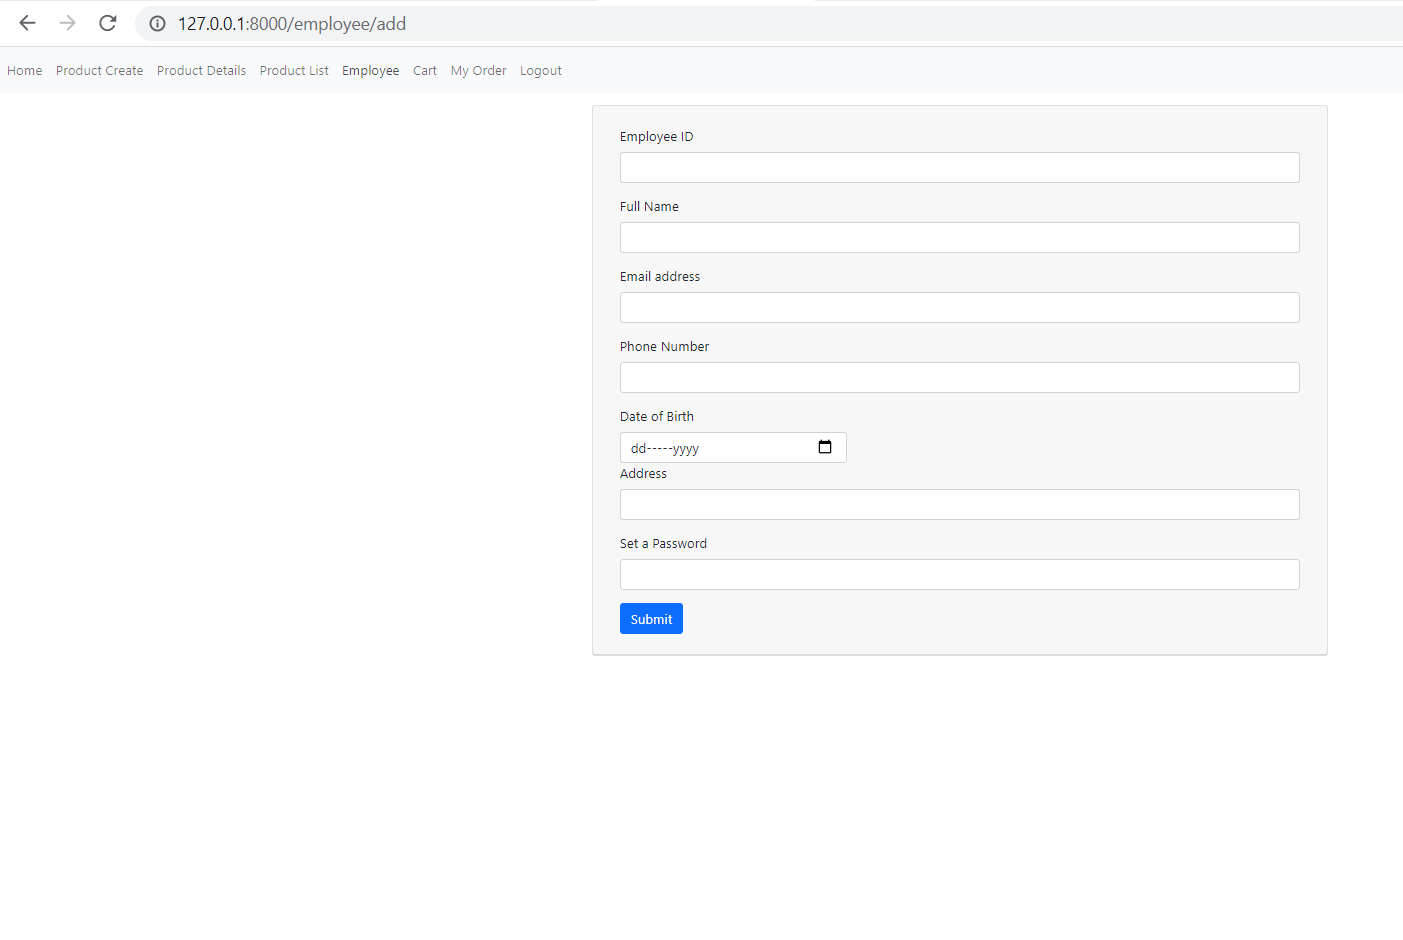 127.0.0.1:8000/employee/add
Home Product Create Product Details Product List Employee Cart My Order Logout
Employee ID
Full Name
Email address
Phone Number
Date of Birth
dd-----yyyy
Address
Set a Password
Submit